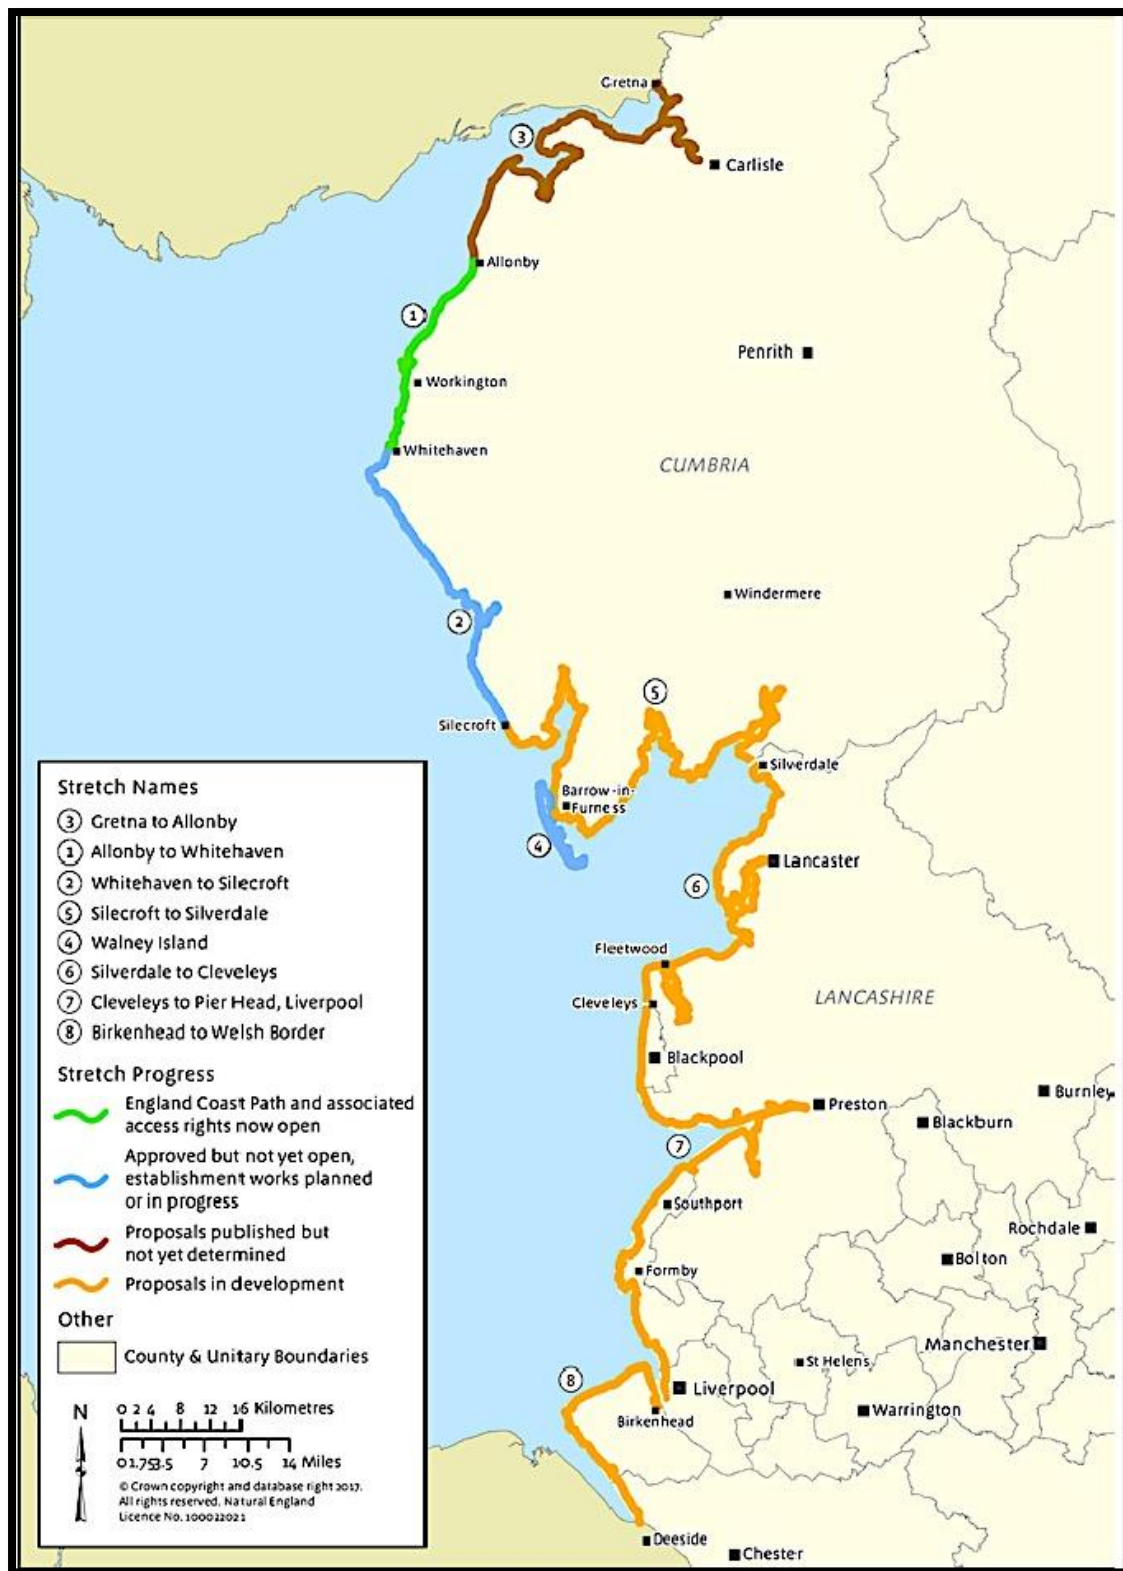 Gretna
3
Carlisle
Allonby
1
Penrith
Workington
Whitehaven
CUMBRIA
Windermere
2
5
Silecroft
Silverdale
Barrow-in-
Furness
4
Lancaster
6
Fleetwood
Cleveleys
LANCASHIRE
Blackpool
Burnley
Preston
Blackburn
7
Southport
Rochdale
Bolton
Formby
Manchester
St Helens
8
Liverpool
Birkenhead
Warrington
Deeside
Chester
Stretch Names
3 Gretna to Allonby
1 Allonby to Whitehaven
2 Whitehaven to Silecroft
5 Silecroft to Silverdale
4 Walney Island
6 Silverdale to Cleveleys
7 Cleveleys to Pier Head, Liverpool
8 Birkenhead to Welsh Border
Stretch Progress
England Coast Path and associated
access rights now open
Approved but not yet open,
establishment works planned
or in progress
Proposals published but
not yet determined
Proposals in development
Other
County & Unitary Boundaries
N
0 2 4 8 12 16 Kilometres
0 1.75 3.5 7 10.5 14 Miles
© Crown copyright and database right 2017.
All rights reserved. Natural England
Licence No. 100022021